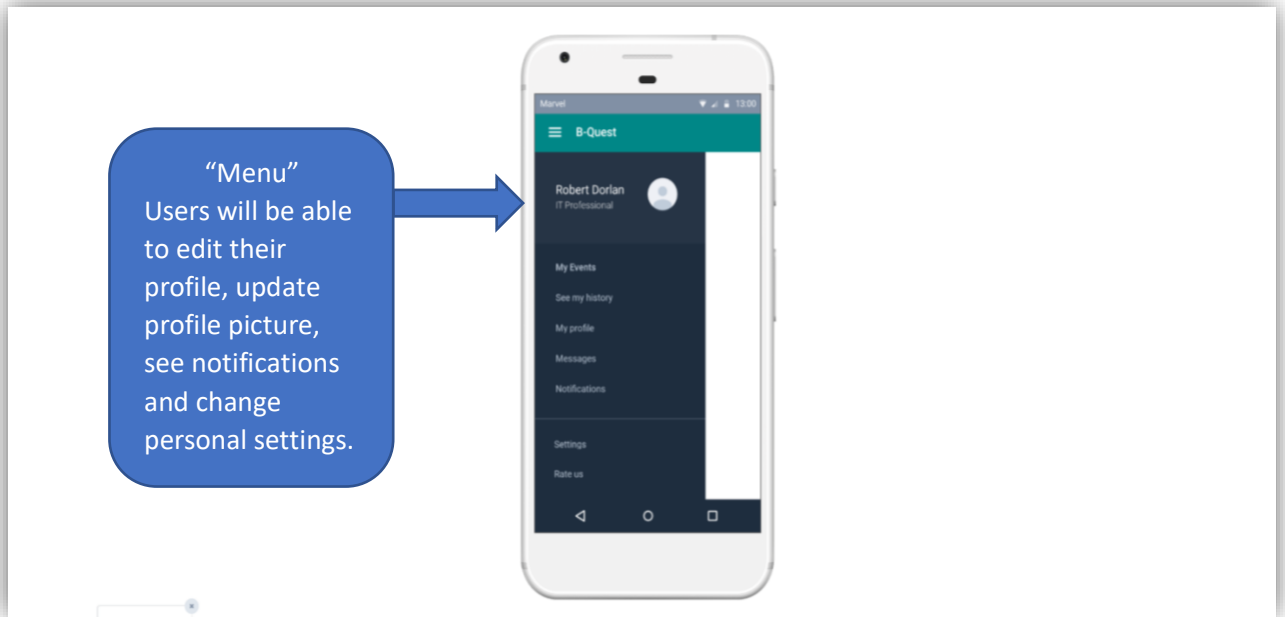 “Menu”
Users will be able
to edit their
profile, update
profile picture,
see notifications
and change
personal settings.
Marvel 13:00
B-Quest
Robert Dorlan
IT Professional
My Events
See my history
My profile
Messages
Notifications
Settings
Rate us